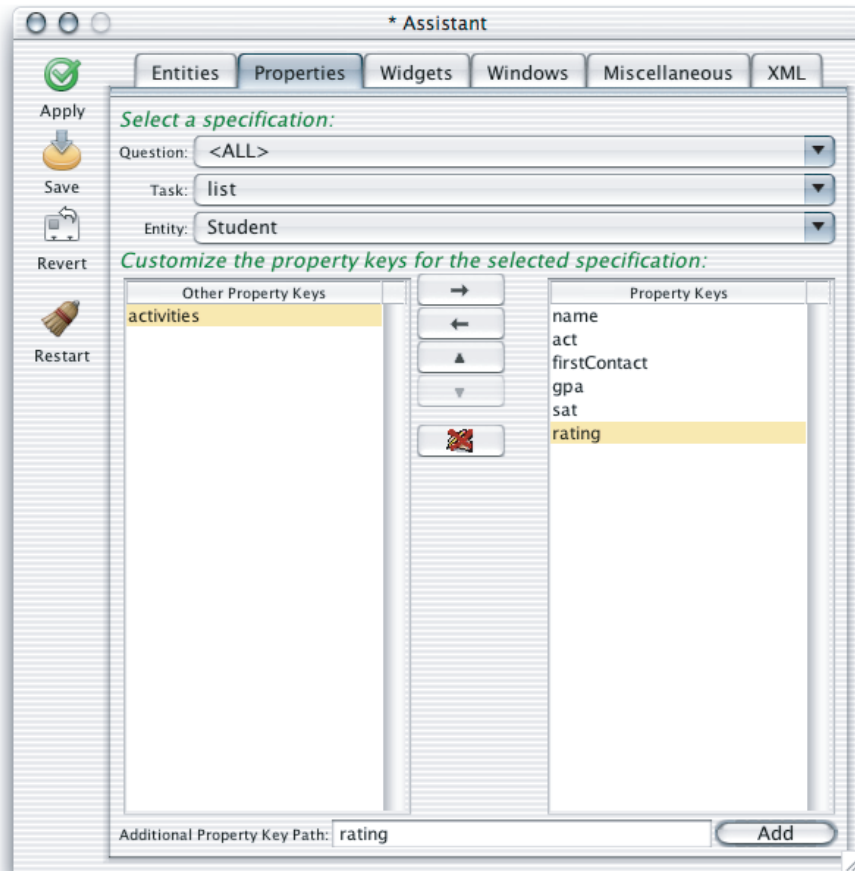 * Assistant
Entities Properties Widgets Windows Miscellaneous XML
Apply
Save
Revert
Restart
Select a specification:
Question: <ALL>
Task: list
Entity: Student
Customize the property keys for the selected specification:
Other Property Keys
activities
Property Keys
name
act
firstContact
gpa
sat
rating
Additional Property Key Path: rating Add